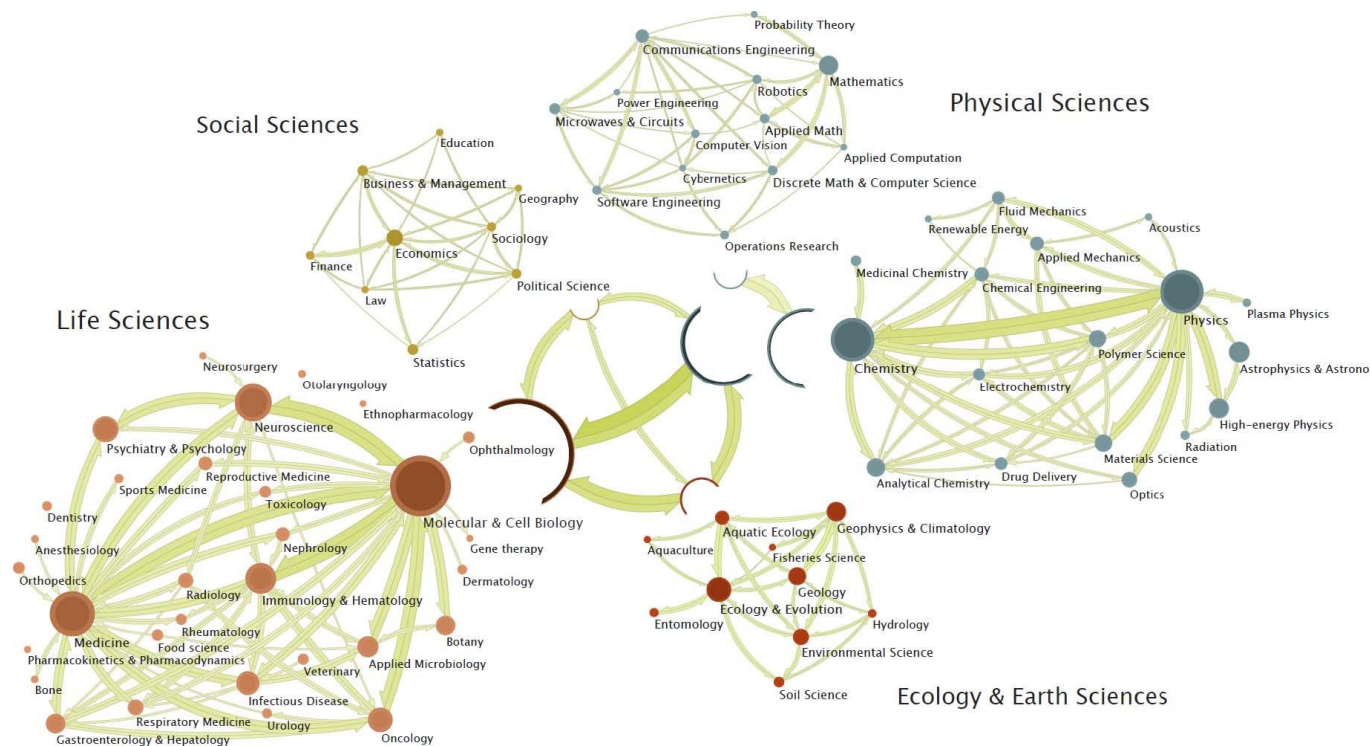 Probability Theory
Communications Engineering
Mathematics
Robotics
Power Engineering
Physical Sciences
Social Sciences
Microwaves & Circuits
Applied Math
Education
Computer Vision
Applied Computation
Business & Management
Cybernetics
Discrete Math & Computer Science
Geography
Software Engineering
Fluid Mechanics
Renewable Energy
Acoustics
Sociology
Operations Research
Economics
Applied Mechanics
Finance
Medicinal Chemistry
Chemical Engineering
Law
Political Science
Plasma Physics
Life Sciences
Physics
Statistics
Polymer Science
Neurosurgery
Chemistry
Astrophysics & Astrono
Otolaryngology
Electrochemistry
Ethnopharmacology
Neuroscience
High-energy Physics
Psychiatry & Psychology
Ophthalmology
Radiation
Materials Science
Reproductive Medicine
Drug Delivery
Sports Medicine
Analytical Chemistry
Optics
Toxicology
Dentistry
Molecular & Cell Biology
Geophysics & Climatology
Aquatic Ecology
Nephrology
Gene therapy
Anesthesiology
Aquaculture
Fisheries Science
Orthopedics
Dermatology
Radiology
Immunology & Hematology
Geology
Ecology & Evolution
Entomology
Hydrology
Rheumatology
Medicine
Food science
Botany
Environmental Science
Pharmacokinetics & Pharmacodynamics
Applied Microbiology
Veterinary
Bone
Soil Science
Ecology & Earth Sciences
Infectious Disease
Respiratory Medicine
Urology
Gastroenterology & Hepatology
Oncology